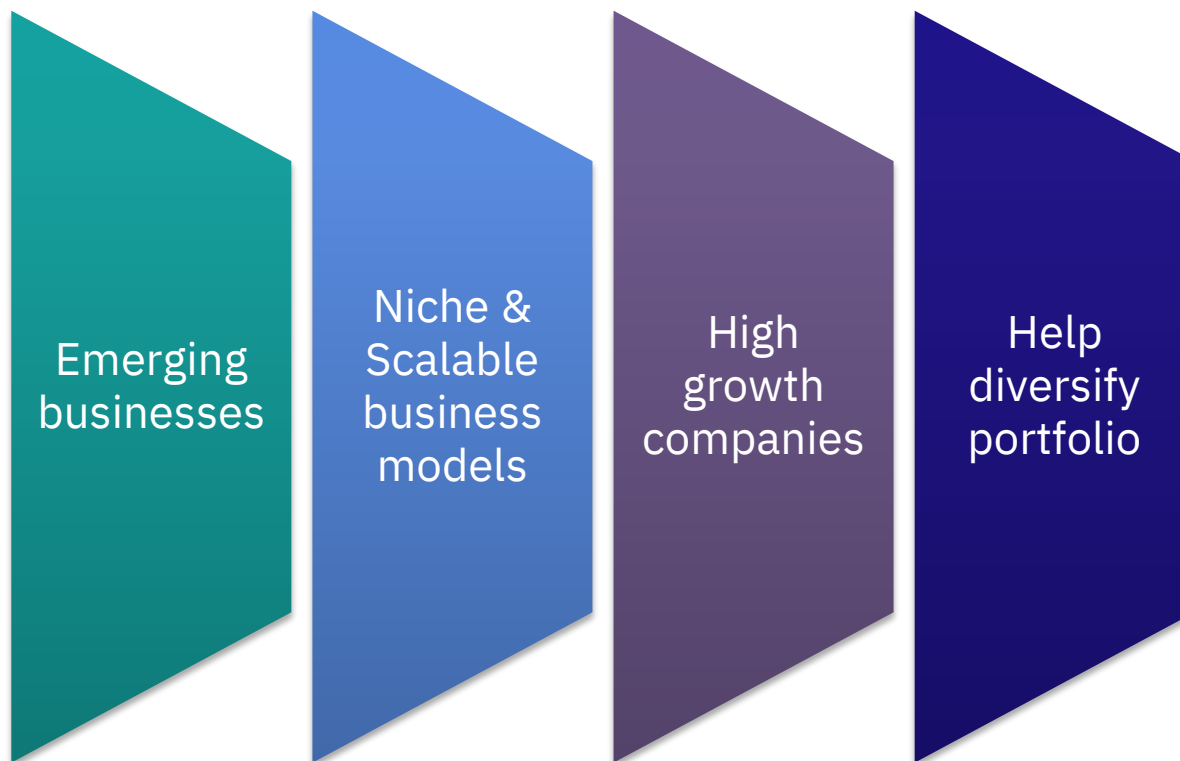 Emerging
businesses
Niche &
Scalable
business
models
High
growth
companies
Help
diversify
portfolio